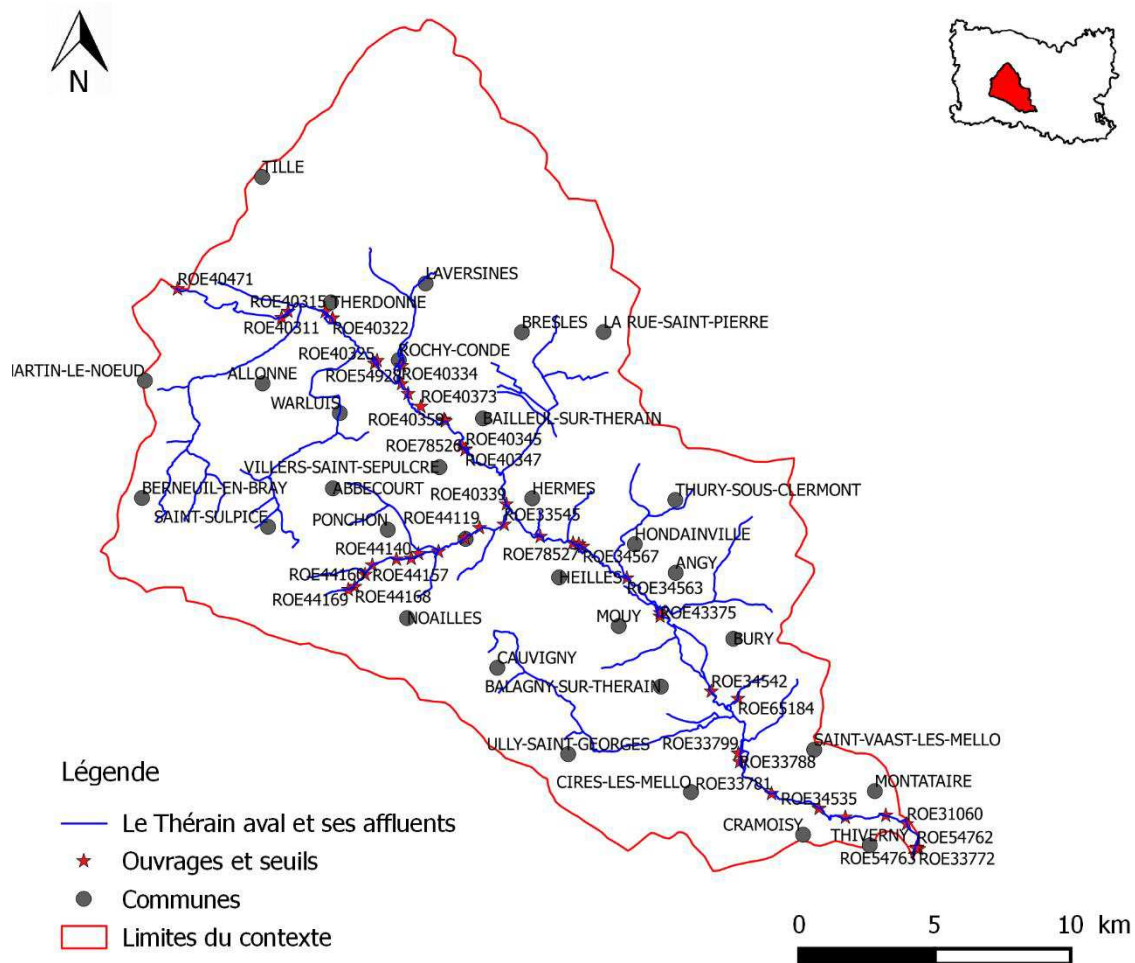 N
TILLE
ROE40471
LAVERSINES
ROE40315
THERDONNE
ROE40311
ROE40322
BRESLES
LA RUE-SAINT-PIERRE
ROE40325
ROCHY-CONDE
ROE54928
ROE40334
MARTIN-LE-NOEUD
ALLONNE
ROE40373
WARLUIS
ROE40359
BAILLEUL-SUR-THERAIN
ROE78526
ROE40345
ROE40347
VILLERS-SAINT-SEPULCRE
BERNEUIL-EN-BRAY
ABBECOURT
ROE40339
HERMES
THURY-SOUS-CLERMONT
SAINT-SULPICE
PONCHON
ROE44119
ROE33545
HONDAINVILLE
ROE44140
ROE78527
ROE34567
ROE44160
ROE44157
HEILLES
ANGY
ROE34563
ROE44169
ROE44168
NOAILLES
MOUY
ROE43375
BURY
CAUVIGNY
BALAGNY-SUR-THERAIN
ROE34542
ROE65184
ULLY-SAINT-GEORGES
ROE33799
SAINT-VAAST-LES-MELLO
ROE33788
CIRES-LES-MELLO
ROE33781
MONTATAIRE
ROE34535
ROE31060
CRAMOISY
THIVERNY
ROE54762
ROE54763
ROE33772
Légende
Le Thérain aval et ses affluents
Ouvrages et seuils
Communes
Limites du contexte
0 5 10 km